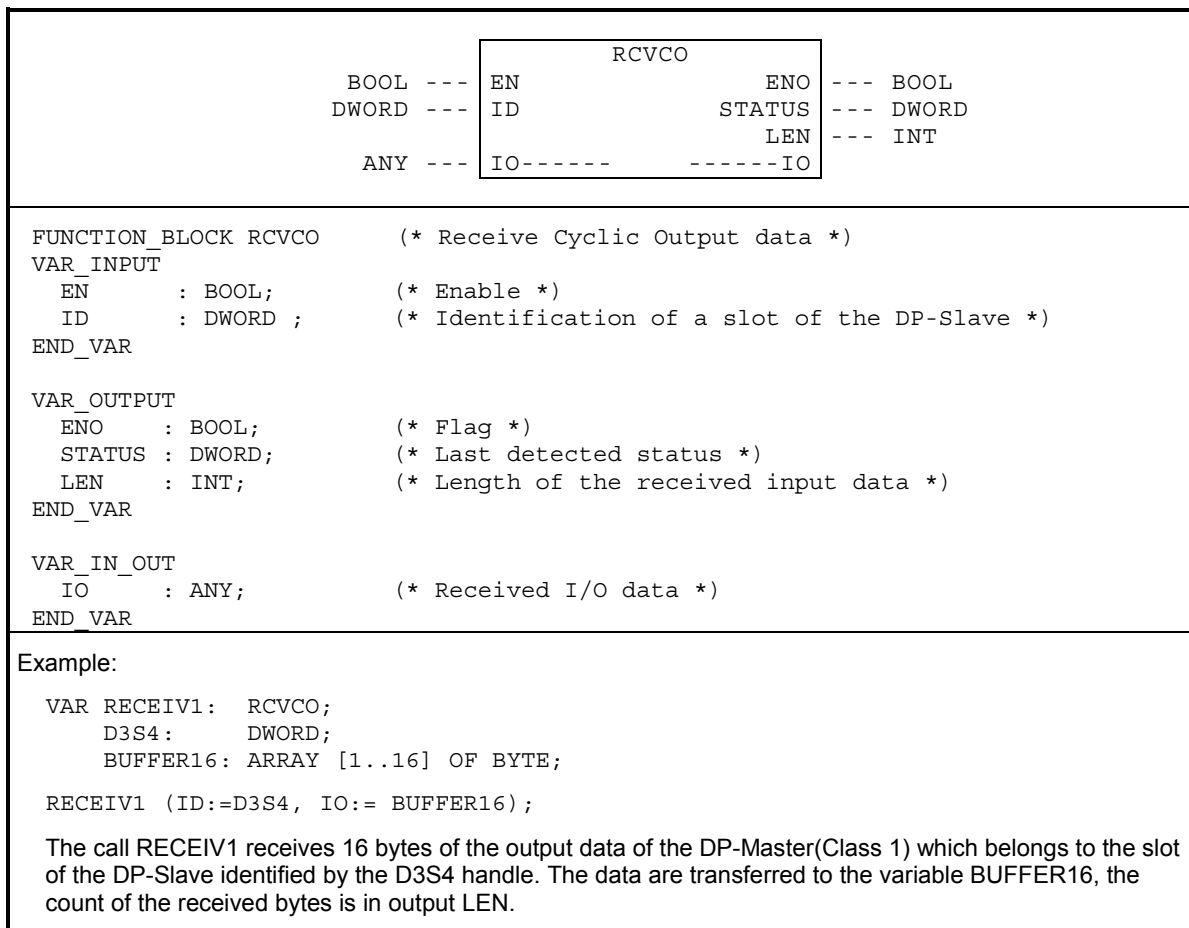 RCVCO
BOOL --- EN ENO --- BOOL
DWORD --- ID STATUS --- DWORD
LEN --- INT
ANY --- IO------ ------IO
FUNCTION_BLOCK RCVCO (* Receive Cyclic Output data *)
VAR_INPUT
EN : BOOL; (* Enable *)
ID : DWORD ; (* Identification of a slot of the DP-Slave *)
END_VAR
VAR_OUTPUT
ENO : BOOL; (* Flag *)
STATUS : DWORD; (* Last detected status *)
LEN : INT; (* Length of the received input data *)
END_VAR
VAR_IN_OUT
IO : ANY; (* Received I/O data *)
END_VAR
Example:
VAR RECEIV1: RCVCO;
D3S4: DWORD;
BUFFER16: ARRAY [1..16] OF BYTE;
RECEIV1 (ID:=D3S4, IO:= BUFFER16);
The call RECEIV1 receives 16 bytes of the output data of the DP-Master(Class 1) which belongs to the slot
of the DP-Slave identified by the D3S4 handle. The data are transferred to the variable BUFFER16, the
count of the received bytes is in output LEN.